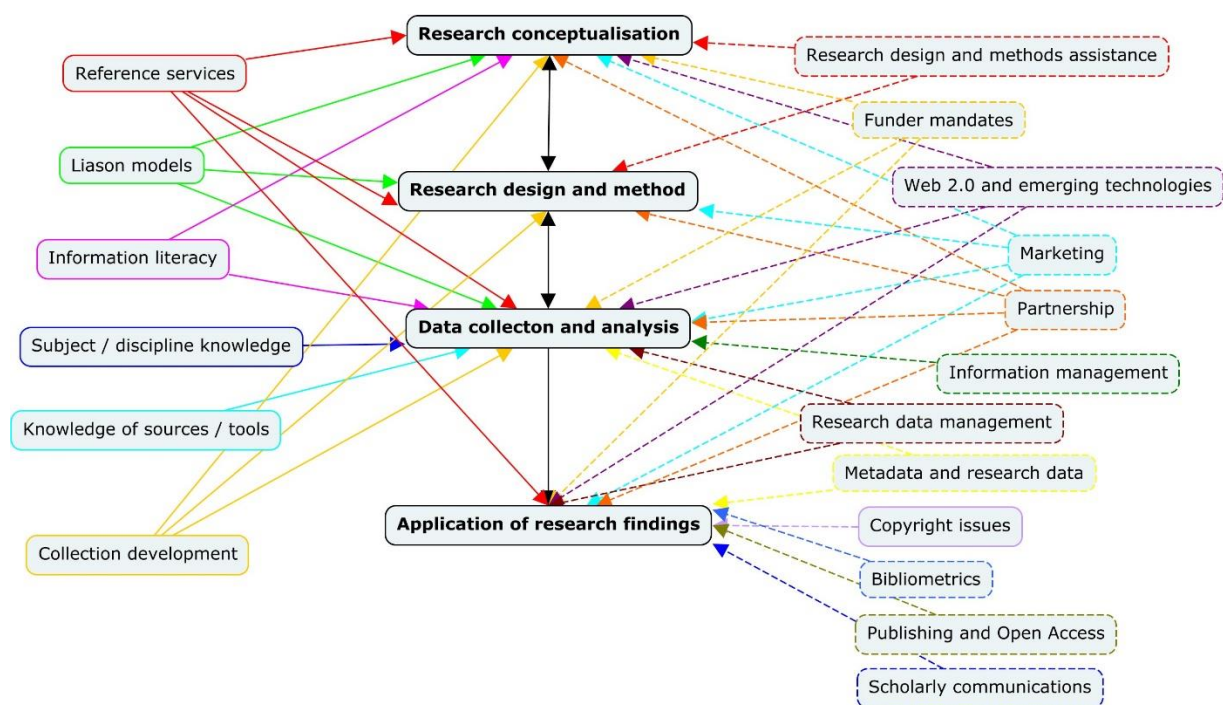 Research conceptualisation
Reference services
Research design and methods assistance
Funder mandates
Liason models
Research design and method
Web 2.0 and emerging technologies
Information literacy
Marketing
Partnership
Data collecton and analysis
Subject / discipline knowledge
Information management
Knowledge of sources / tools
Research data management
Metadata and research data
Application of research findings
Copyright issues
Collection development
Bibliometrics
Publishing and Open Access
Scholarly communications